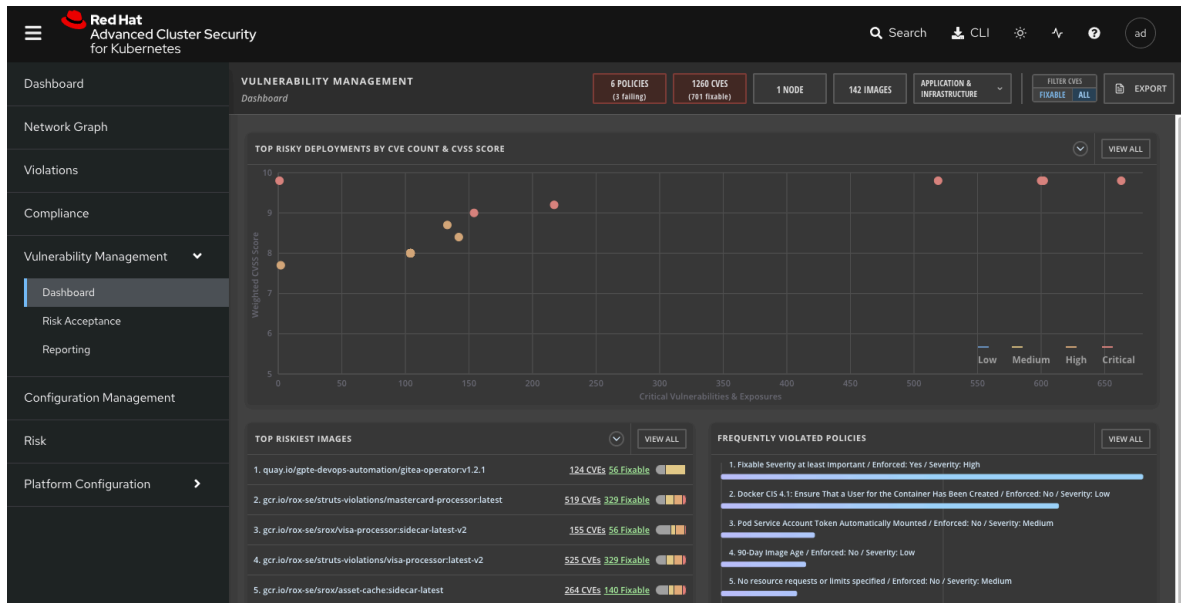 Red Hat
Advanced Cluster Security
for Kubernetes
Search
CLI
ad
Dashboard
Network Graph
Violations
Compliance
Vulnerability Management
Dashboard
Risk Acceptance
Reporting
Configuration Management
Risk
Platform Configuration
VULNERABILITY MANAGEMENT
Dashboard
6 POLICIES
(3 failing)
1260 CVES
(701 fixable)
1 NODE
142 IMAGES
APPLICATION &
INFRASTRUCTURE
FILTER CVES
FIXABLE ALL
EXPORT
TOP RISKY DEPLOYMENTS BY CVE COUNT & CVSS SCORE
VIEW ALL
10
9
8
7
6
5
Weighted CVSS Score
0 50 100 150 200 250 300 350 400 450 500 550 600 650
Critical Vulnerabilities & Exposures
Low Medium High Critical
TOP RISKIEST IMAGES
VIEW ALL
1. quay.io/gpte-devops-automation/gitea-operator:v1.2.1 124 CVEs 56 Fixable
2. gcr.io/rox-se/struts-violations/mastercard-processor:latest 519 CVEs 329 Fixable
3. gcr.io/rox-se/srox/visa-processor:sidecar-latest-v2 155 CVEs 56 Fixable
4. gcr.io/rox-se/struts-violations/visa-processor:latest-v2 525 CVEs 329 Fixable
5. gcr.io/rox-se/srox/asset-cache:sidecar-latest 264 CVEs 140 Fixable
FREQUENTLY VIOLATED POLICIES
VIEW ALL
1. Fixable Severity at least Important / Enforced: Yes / Severity: High
2. Docker CIS 4.1: Ensure That a User for the Container Has Been Created / Enforced: No / Severity: Low
3. Pod Service Account Token Automatically Mounted / Enforced: No / Severity: Medium
4. 90-Day Image Age / Enforced: No / Severity: Low
5. No resource requests or limits specified / Enforced: No / Severity: Medium